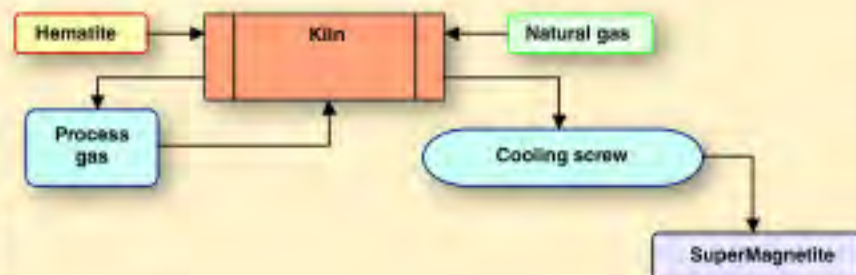 Hematite
Kiln
Natural gas
Process
gas
Cooling screw
SuperMagnetite